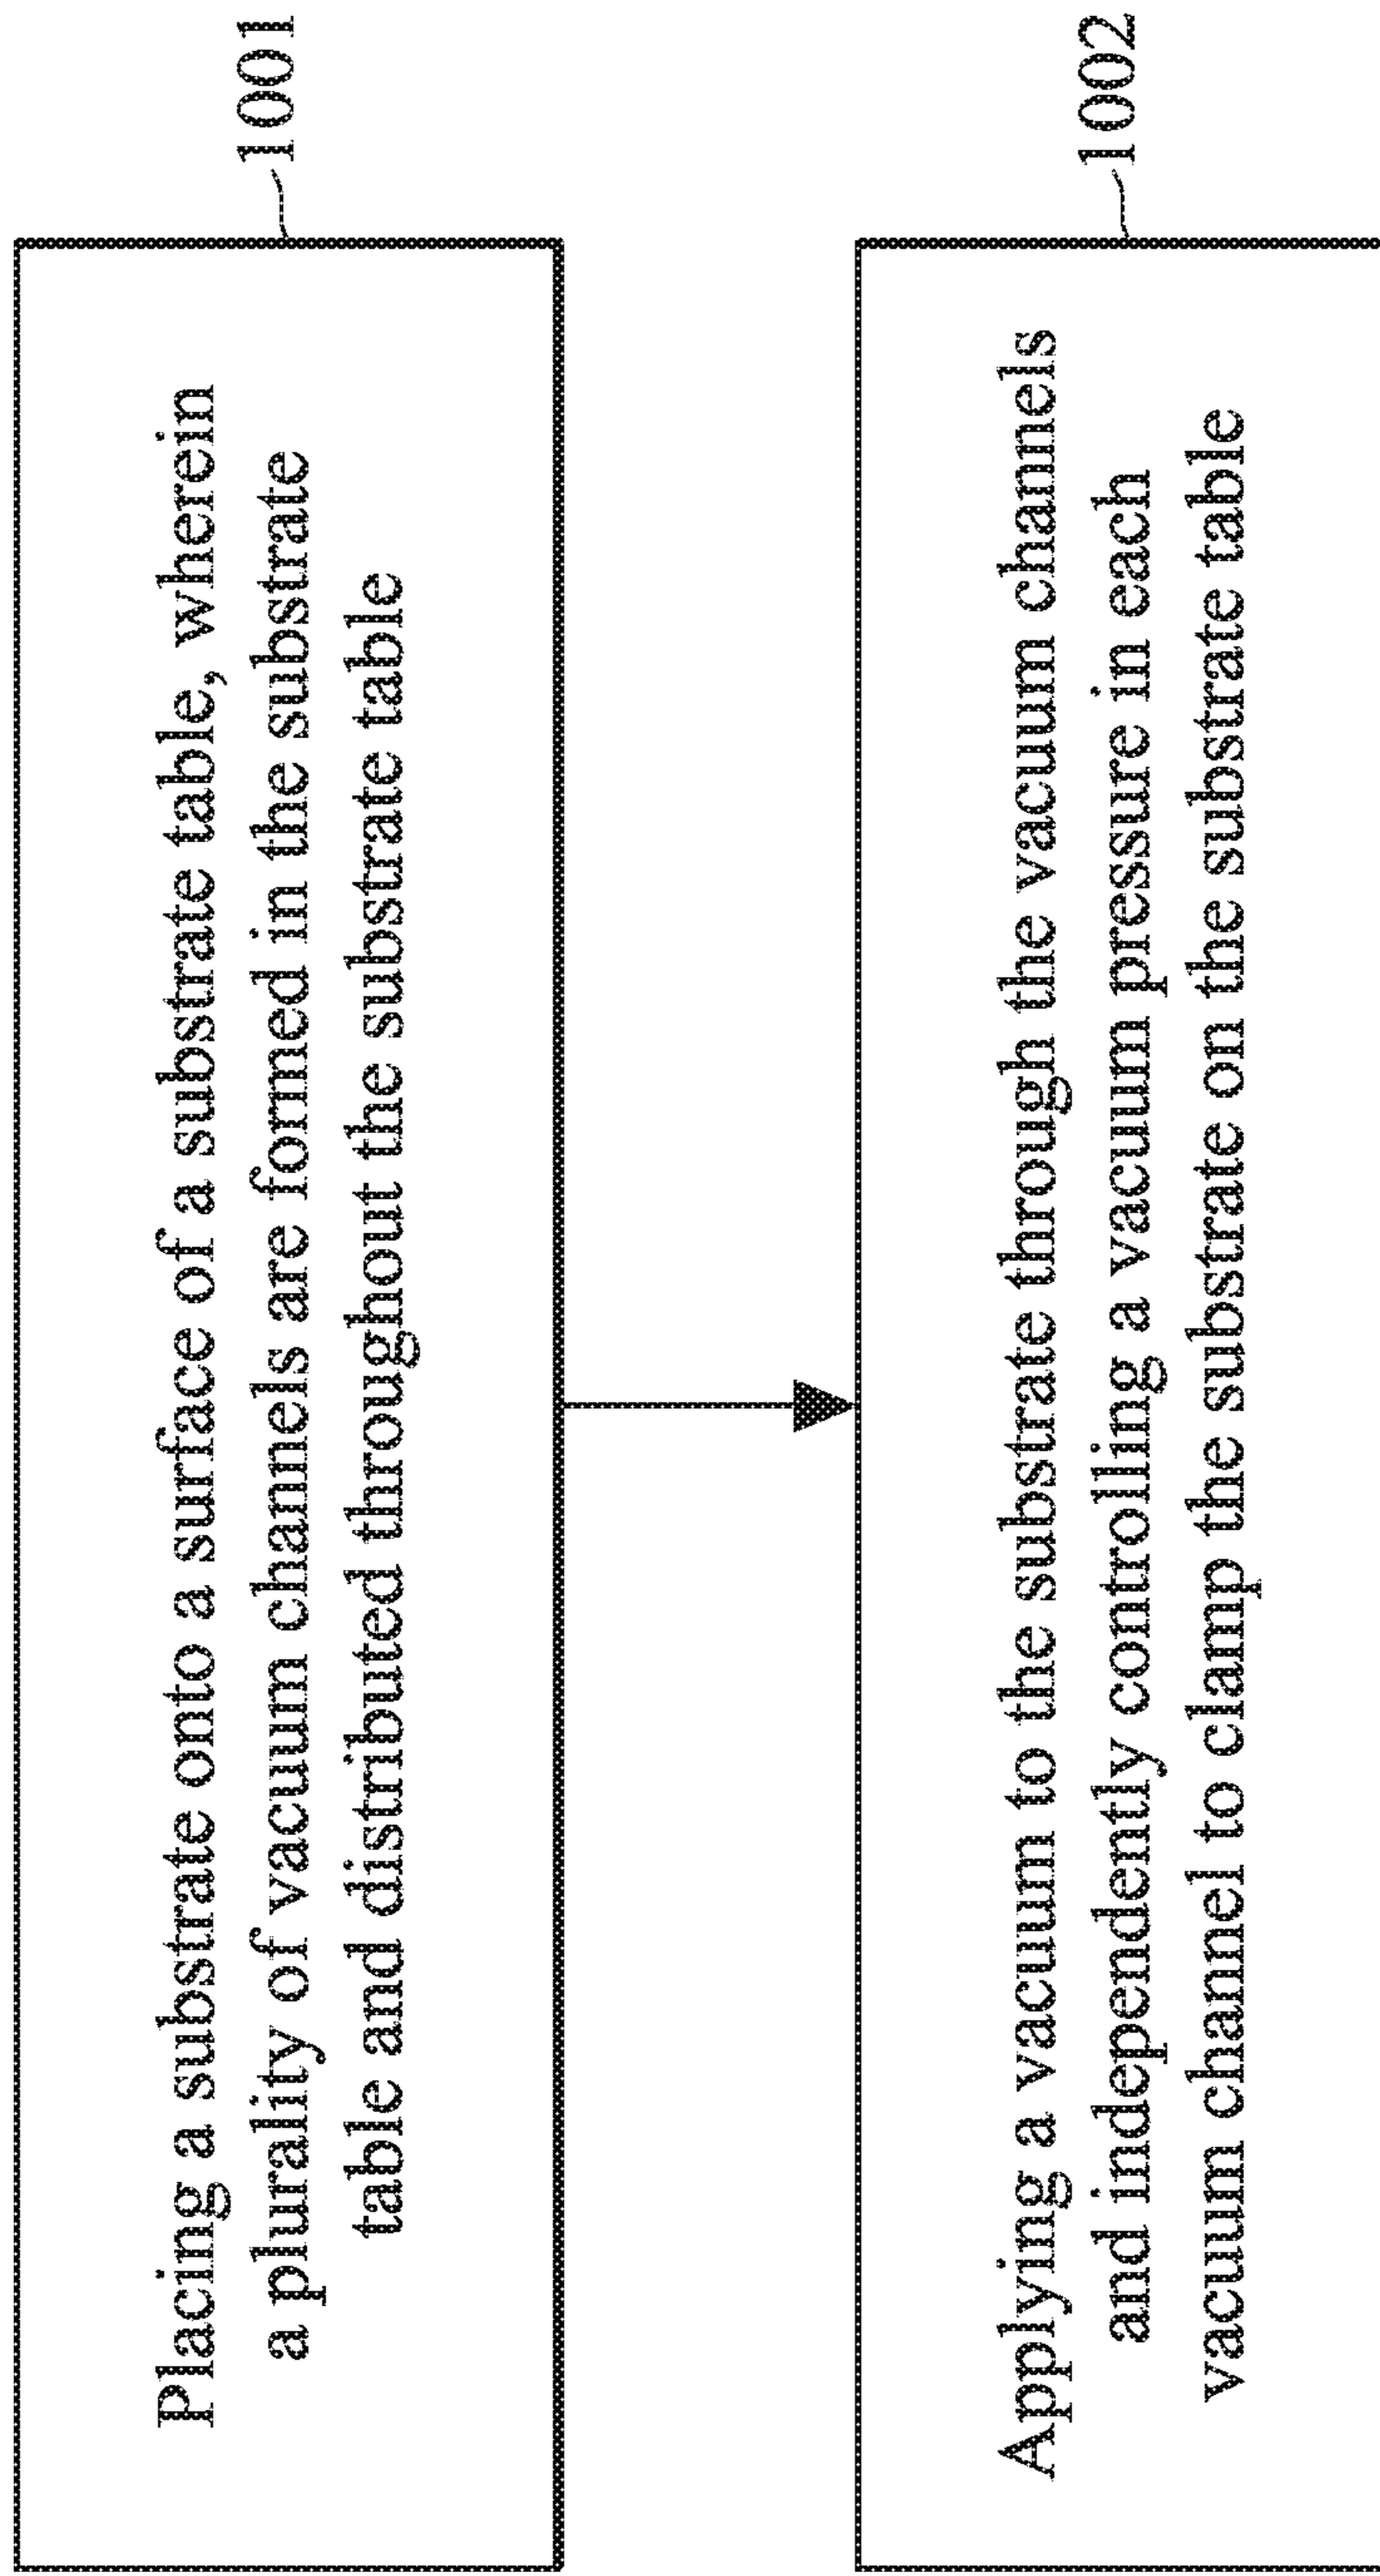 Placing a substrate onto a surface of a substrate table, wherein
a plurality of vacuum channels are formed in the substrate
table and distributed throughout the substrate table
1001
Applying a vacuum to the substrate through the vacuum channels
and independently controlling a vacuum pressure in each
vacuum channel to clamp the substrate on the substrate table
1002